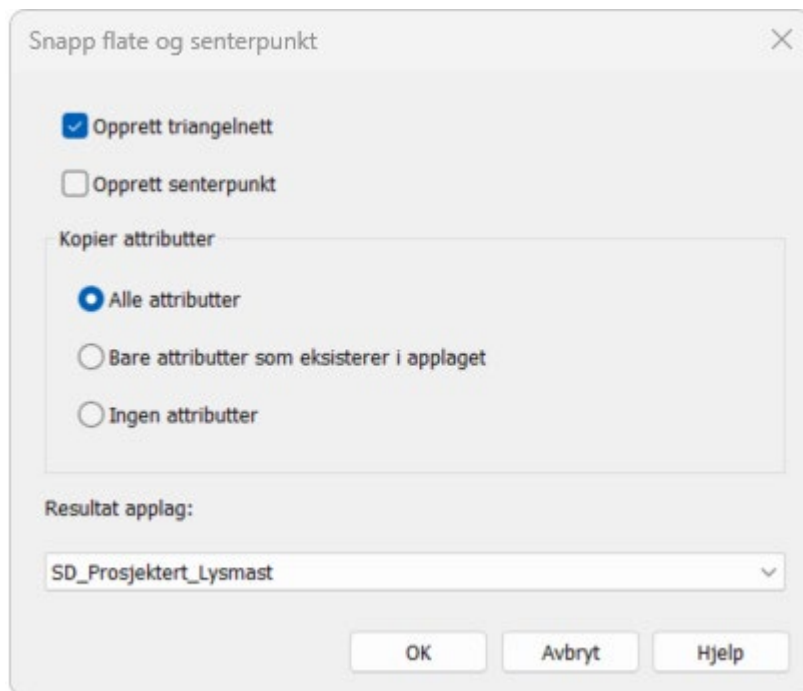 Snapp flate og senterpunkt
Opprett triangelnett
Opprett senterpunkt
Kopier attributter
Alle attributter
Bare attributter som eksisterer i applaget
Ingen attributter
Resultat applag:
SD_Prosjektert_Lysmast
OK Avbryt Hjelp